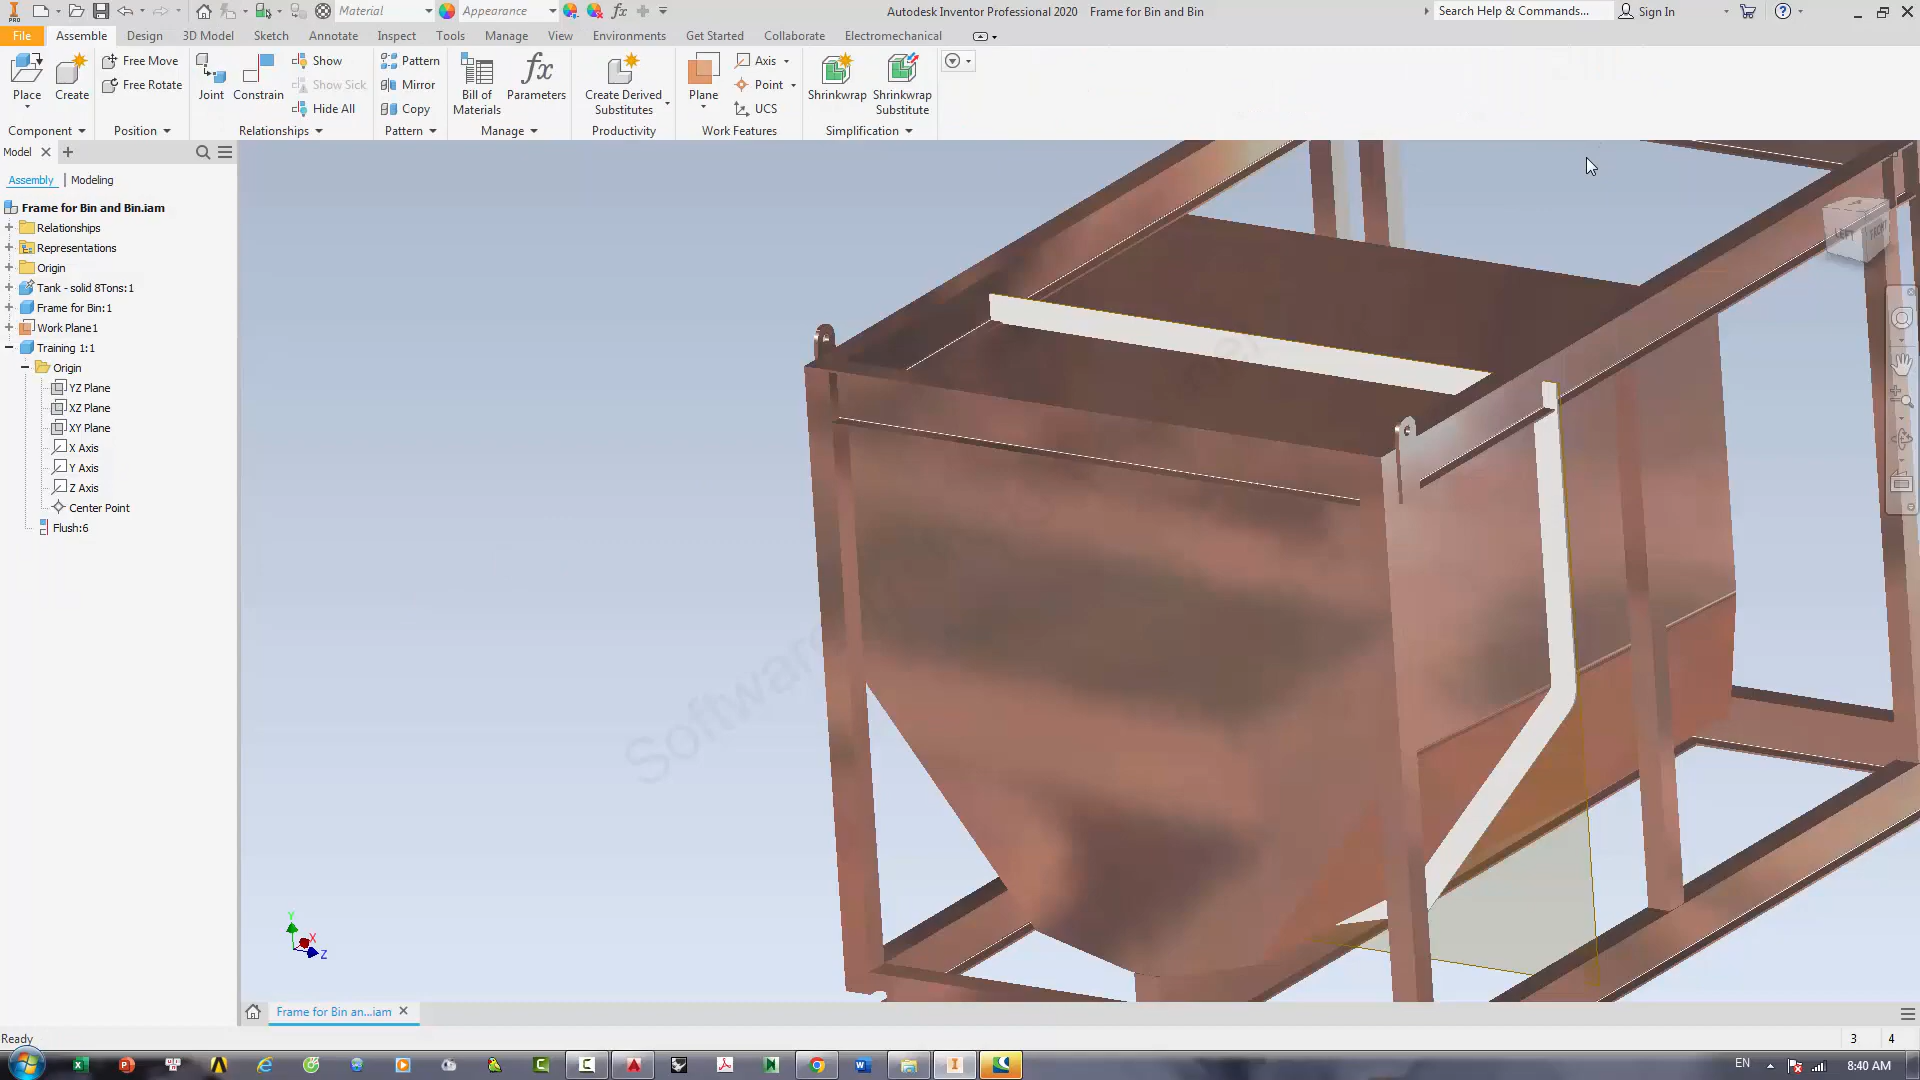 Material
Appearance
fx
Autodesk Inventor Professional 2020 Frame for Bin and Bin
Search Help & Commands...
Sign In
File
Assemble
Design
3D Model
Sketch
Annotate
Inspect
Tools
Manage
View
Environments
Get Started
Collaborate
Electromechanical
Place
Create
Free Move
Free Rotate
Joint
Constrain
Show
Show Sick
Hide All
Pattern
Mirror
Copy
Bill of Materials
fx
Parameters
Create Derived Substitutes
Plane
Axis
Point
UCS
Shrinkwrap
Shrinkwrap Substitute
Component
Position
Relationships
Pattern
Manage
Productivity
Work Features
Simplification
Model
Assembly
Modeling
Frame for Bin and Bin.iam
Relationships
Representations
Origin
Tank - solid 8Tons:1
Frame for Bin:1
Work Plane1
Training 1:1
Origin
YZ Plane
XZ Plane
XY Plane
X Axis
Y Axis
Z Axis
Center Point
Flush:6
LEFT
FRONT
Software
Y
X
Z
Frame for Bin an...iam
Ready
3
4
EN
8:40 AM